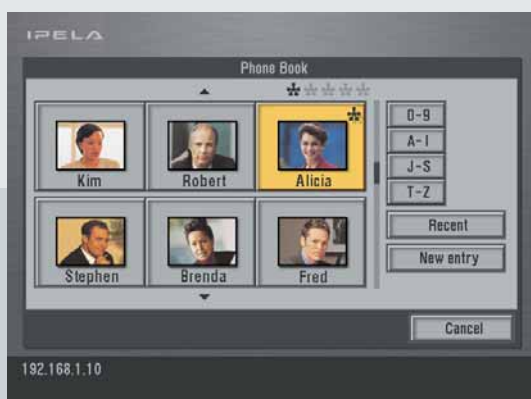 IPELA
Phone Book
Kim Robert Alicia
Stephen Brenda Fred
0-9
A-I
J-S
T-Z
Recent
New entry
Cancel
192.168.1.10